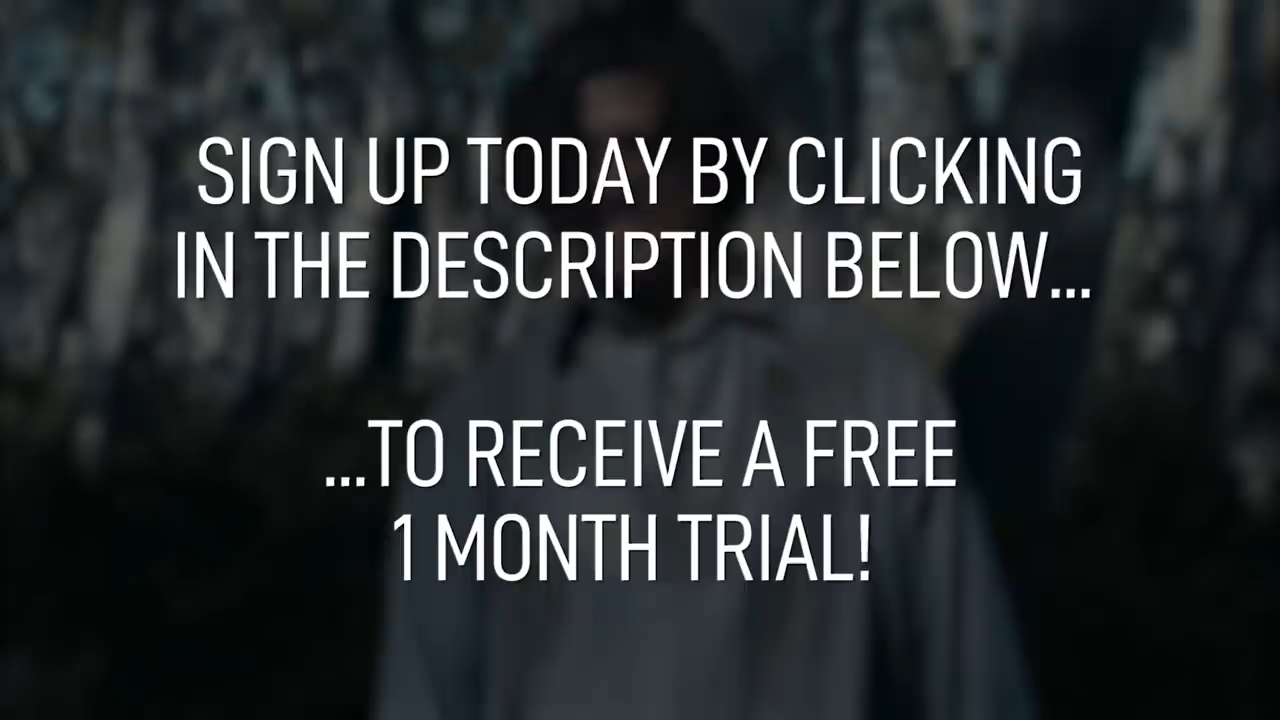 SIGN UP TODAY BY CLICKING
IN THE DESCRIPTION BELOW...
...TO RECEIVE A FREE
1 MONTH TRIAL!